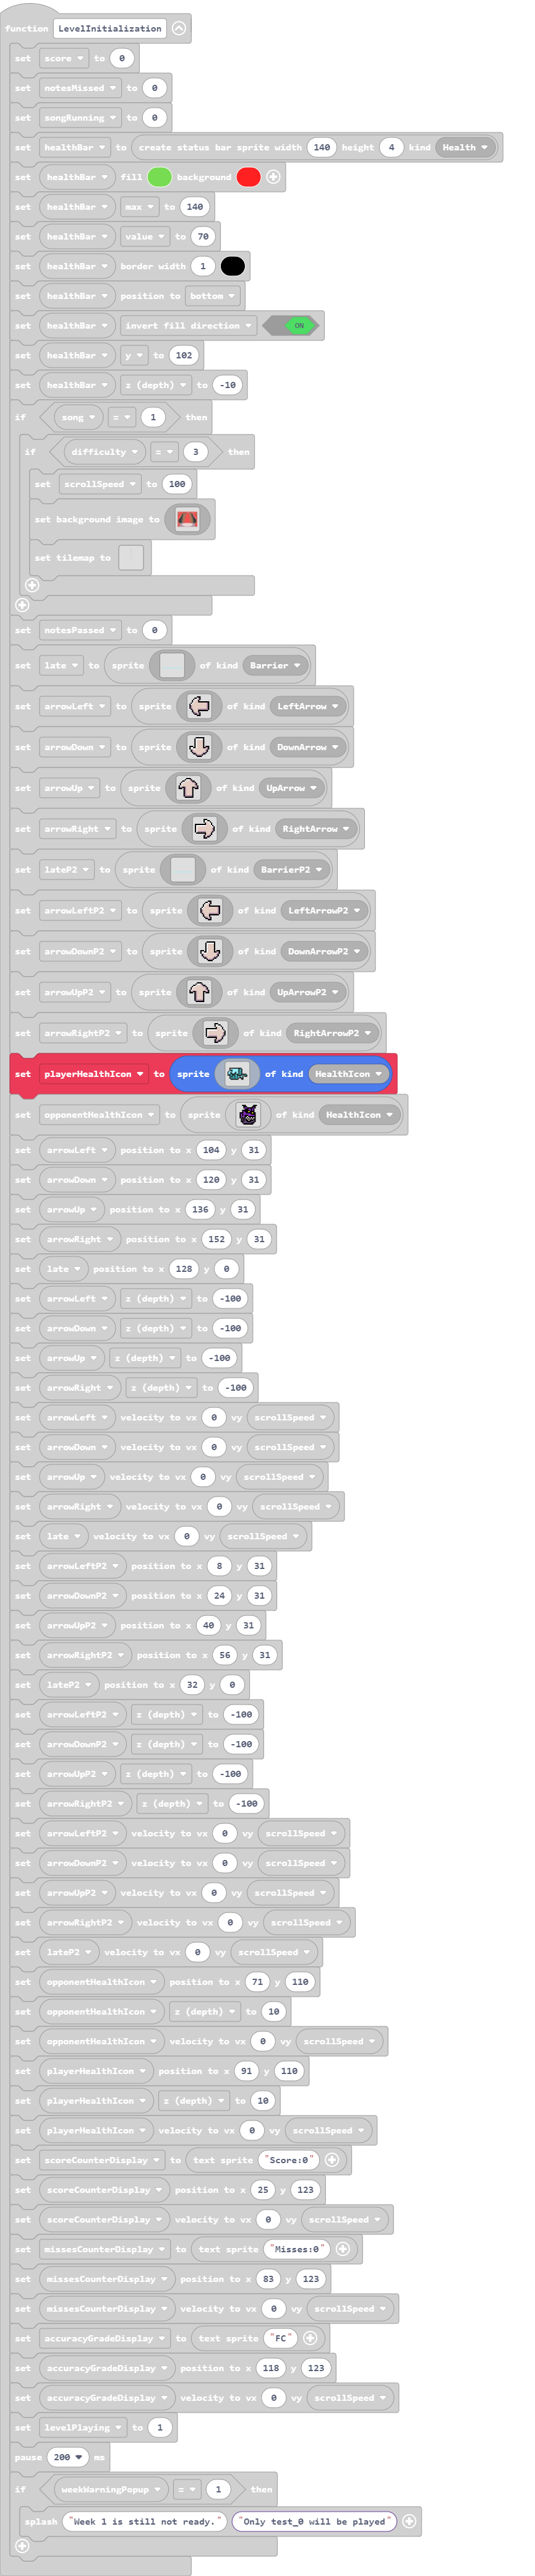 function LevelInitialization
set score to 0
set notesMissed to 0
set songRunning to 0
set healthBar to create status bar sprite width 140 height 4 kind Health
set healthBar fill background
set healthBar max to 140
set healthBar value to 70
set healthBar border width 1
set healthBar position to bottom
set healthBar invert fill direction ON
set healthBar y to 102
set healthBar z (depth) to -10
if song = 1 then
if difficulty = 3 then
set scrollSpeed to 100
set background image to
set tilemap to
set notesPassed to 0
set late to sprite of kind Barrier
set arrowLeft to sprite of kind LeftArrow
set arrowDown to sprite of kind DownArrow
set arrowUp to sprite of kind UpArrow
set arrowRight to sprite of kind RightArrow
set lateP2 to sprite of kind BarrierP2
set arrowLeftP2 to sprite of kind LeftArrowP2
set arrowDownP2 to sprite of kind DownArrowP2
set arrowUpP2 to sprite of kind UpArrowP2
set arrowRightP2 to sprite of kind RightArrowP2
set playerHealthIcon to sprite of kind HealthIcon
set opponentHealthIcon to sprite of kind HealthIcon
set arrowLeft position to x 104 y 31
set arrowDown position to x 120 y 31
set arrowUp position to x 136 y 31
set arrowRight position to x 152 y 31
set late position to x 128 y 0
set arrowLeft z (depth) to -100
set arrowDown z (depth) to -100
set arrowUp z (depth) to -100
set arrowRight z (depth) to -100
set arrowLeft velocity to vx 0 vy scrollSpeed
set arrowDown velocity to vx 0 vy scrollSpeed
set arrowUp velocity to vx 0 vy scrollSpeed
set arrowRight velocity to vx 0 vy scrollSpeed
set late velocity to vx 0 vy scrollSpeed
set arrowLeftP2 position to x 8 y 31
set arrowDownP2 position to x 24 y 31
set arrowUpP2 position to x 40 y 31
set arrowRightP2 position to x 56 y 31
set lateP2 position to x 32 y 0
set arrowLeftP2 z (depth) to -100
set arrowDownP2 z (depth) to -100
set arrowUpP2 z (depth) to -100
set arrowRightP2 z (depth) to -100
set arrowLeftP2 velocity to vx 0 vy scrollSpeed
set arrowDownP2 velocity to vx 0 vy scrollSpeed
set arrowUpP2 velocity to vx 0 vy scrollSpeed
set arrowRightP2 velocity to vx 0 vy scrollSpeed
set lateP2 velocity to vx 0 vy scrollSpeed
set opponentHealthIcon position to x 71 y 110
set opponentHealthIcon z (depth) to 10
set opponentHealthIcon velocity to vx 0 vy scrollSpeed
set playerHealthIcon position to x 91 y 110
set playerHealthIcon z (depth) to 10
set playerHealthIcon velocity to vx 0 vy scrollSpeed
set scoreCounterDisplay to text sprite "Score:0"
set scoreCounterDisplay position to x 25 y 123
set scoreCounterDisplay velocity to vx 0 vy scrollSpeed
set missesCounterDisplay to text sprite "Misses:0"
set missesCounterDisplay position to x 83 y 123
set missesCounterDisplay velocity to vx 0 vy scrollSpeed
set accuracyGradeDisplay to text sprite "FC"
set accuracyGradeDisplay position to x 118 y 123
set accuracyGradeDisplay velocity to vx 0 vy scrollSpeed
set levelPlaying to 1
pause 200 ms
if weekWarningPopup = 1 then
splash "Week 1 is still not ready." "Only test_0 will be played"